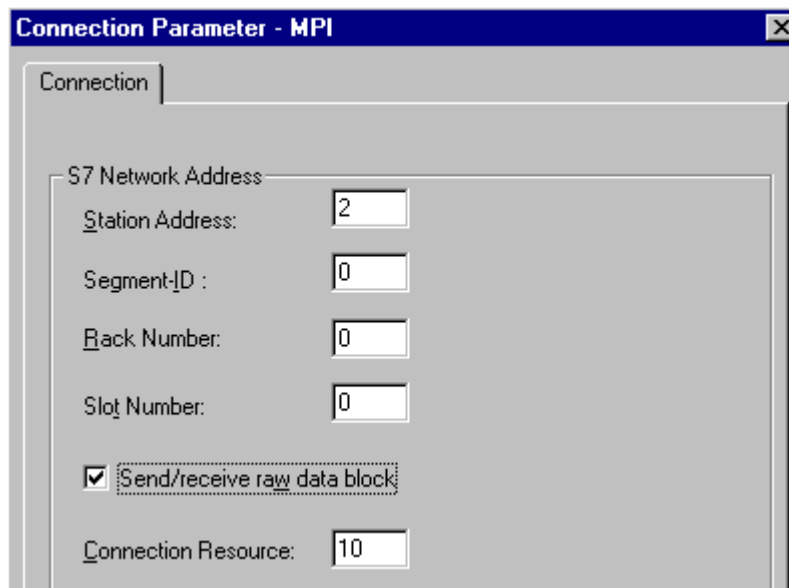 Connection Parameter - MPI
Connection
S7 Network Address
Station Address: 2
Segment-ID : 0
Rack Number: 0
Slot Number: 0
Send/receive raw data block
Connection Resource: 10